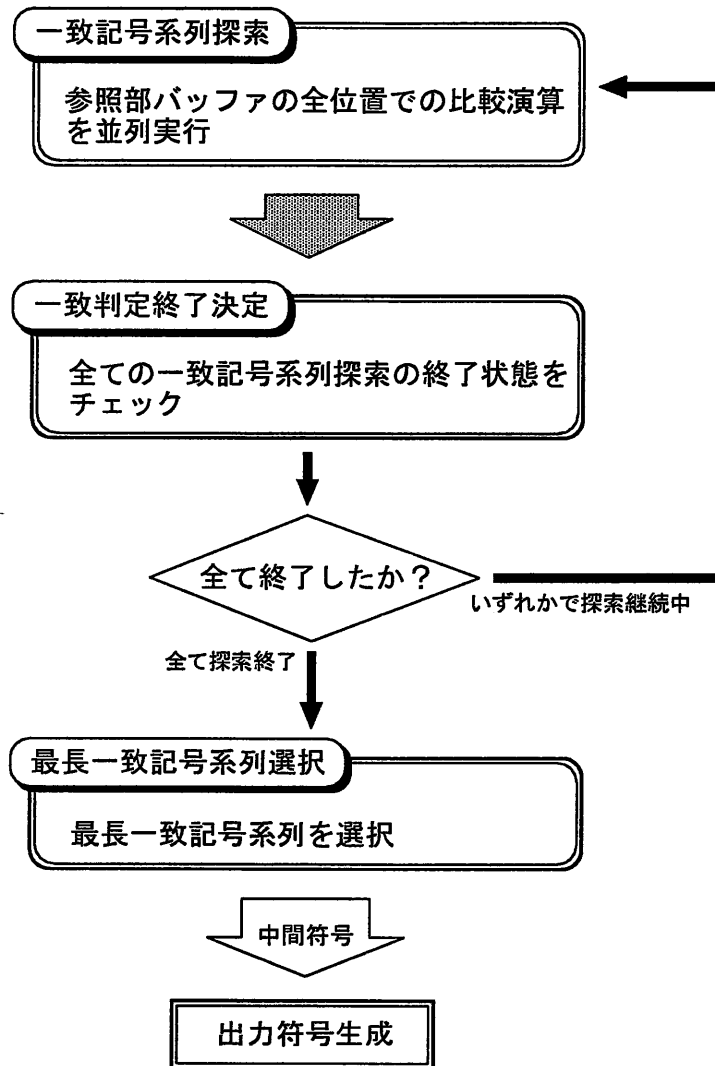 一致記号系列探索
参照部バッファの全位置での比較演算
を並列実行
一致判定終了決定
全ての一致記号系列探索の終了状態を
チェック
全て終了したか？
いずれかで探索継続中
全て探索終了
最長一致記号系列選択
最長一致記号系列を選択
中間符号
出力符号生成